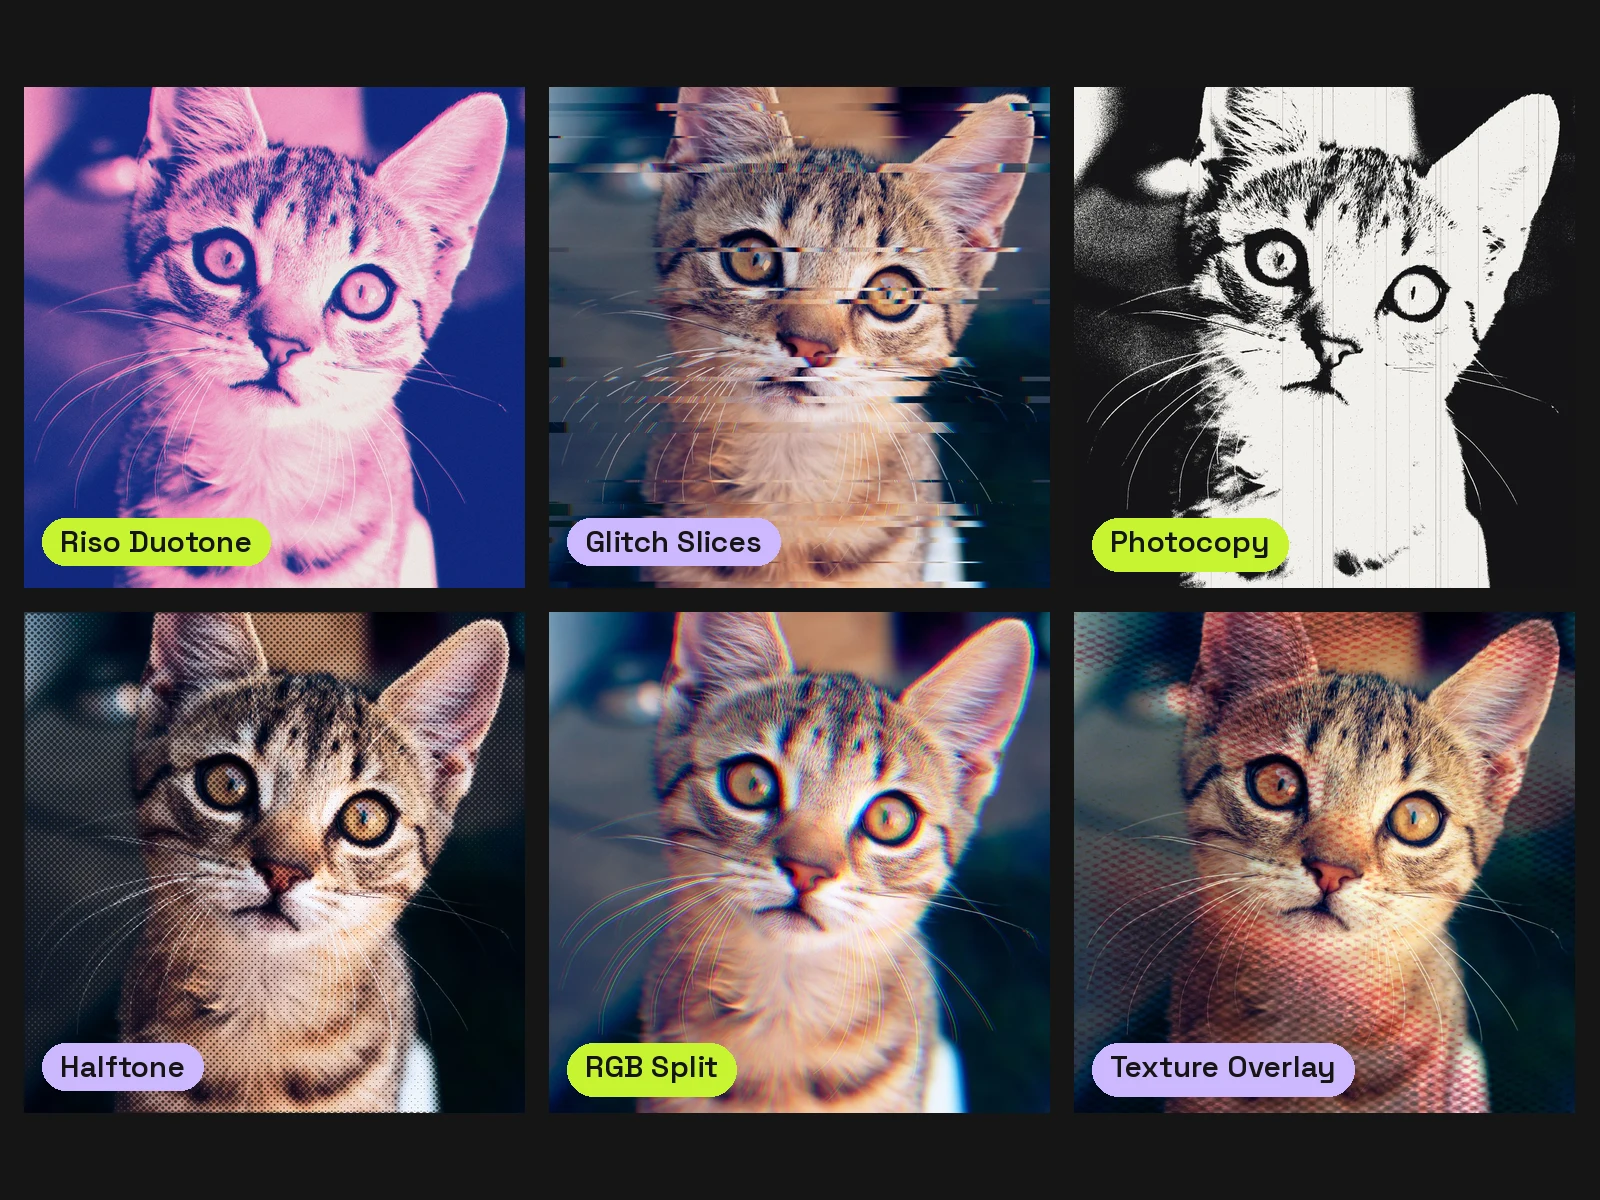 Riso Duotone
Glitch Slices
Photocopy
Halftone
RGB Split
Texture Overlay